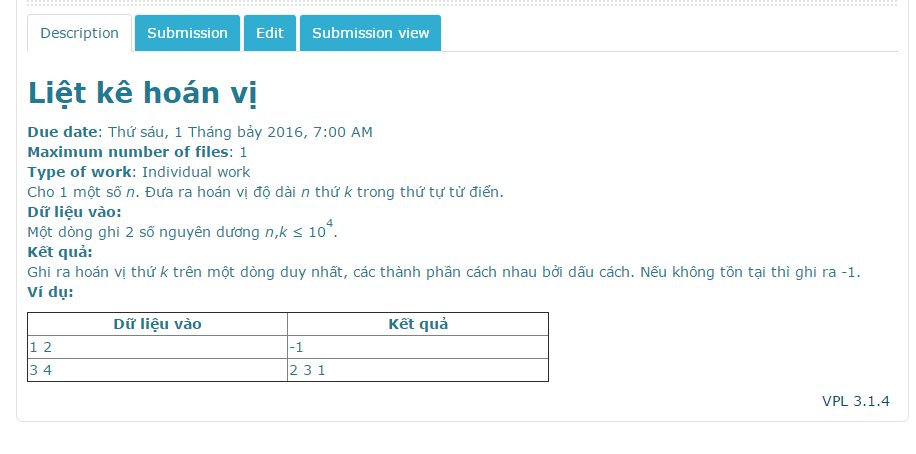 Description Submission Edit Submission view
Liệt kê hoán vị
Due date: Thứ sáu, 1 Tháng bảy 2016, 7:00 AM
Maximum number of files: 1
Type of work: Individual work
Cho 1 một số n. Đưa ra hoán vị độ dài n thứ k trong thứ tự từ điển.
Dữ liệu vào:
Một dòng ghi 2 số nguyên dương n,k ≤ 10⁴.
Kết quả:
Ghi ra hoán vị thứ k trên một dòng duy nhất, các thành phần cách nhau bởi dấu cách. Nếu không tồn tại thì ghi ra -1.
Ví dụ:
Dữ liệu vào Kết quả
1 2 -1
3 4 2 3 1
VPL 3.1.4